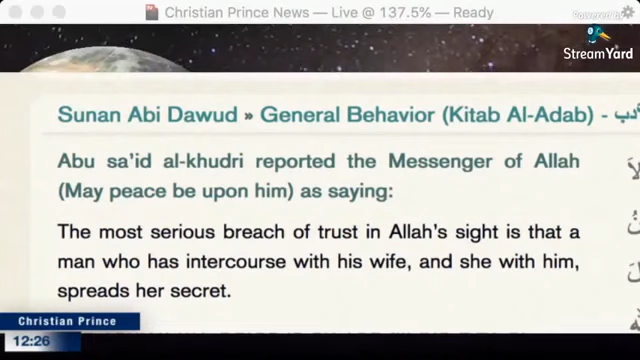 Christian Prince News — Live @ 137.5% — Ready
Powered by
StreamYard
Sunan Abi Dawud » General Behavior (Kitab Al-Adab) -
Abu sa'id al-khudri reported the Messenger of Allah
(May peace be upon him) as saying:
The most serious breach of trust in Allah's sight is that a
man who has intercourse with his wife, and she with him,
spreads her secret.
Christian Prince
12:26